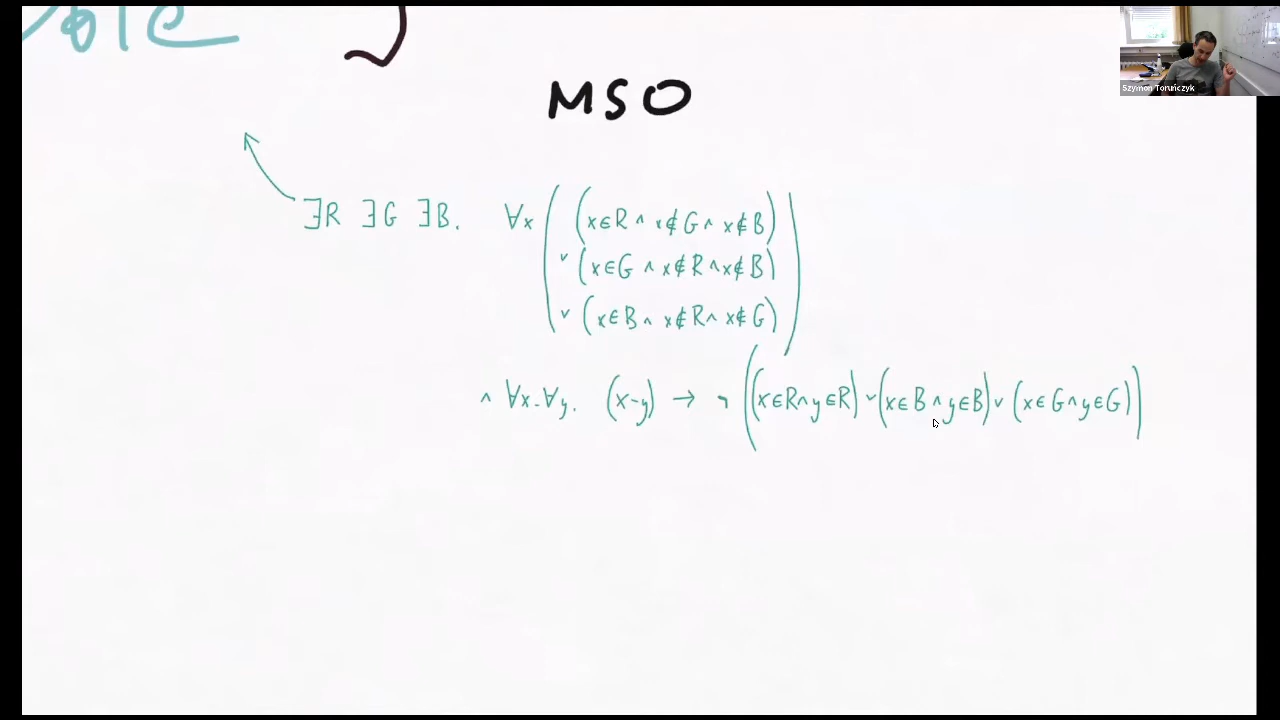 Szymon Toruńczyk
MSO
∃R ∃G ∃B. ∀x ( (x∈R ∧ x∉G ∧ x∉B)
∨ (x∈G ∧ x∉R ∧ x∉B)
∨ (x∈B ∧ x∉R ∧ x∉G) )
∧ ∀x.∀y. (x-y) → ¬ ((x∈R∧y∈R) ∨ (x∈B∧y∈B) ∨ (x∈G∧y∈G))